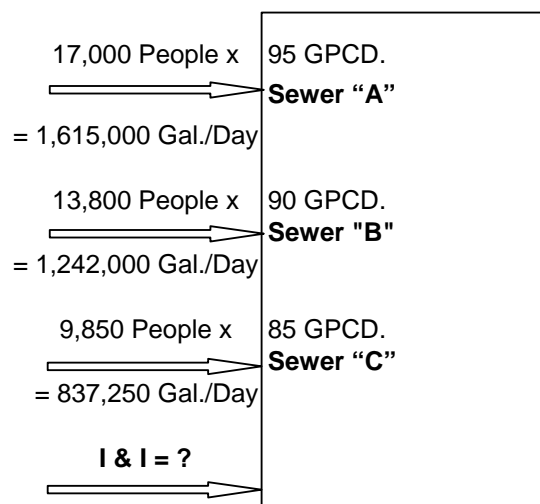 17,000 People x 95 GPCD.
Sewer “A”
= 1,615,000 Gal./Day
13,800 People x 90 GPCD.
Sewer "B"
= 1,242,000 Gal./Day
9,850 People x 85 GPCD.
Sewer “C”
= 837,250 Gal./Day
I & I = ?